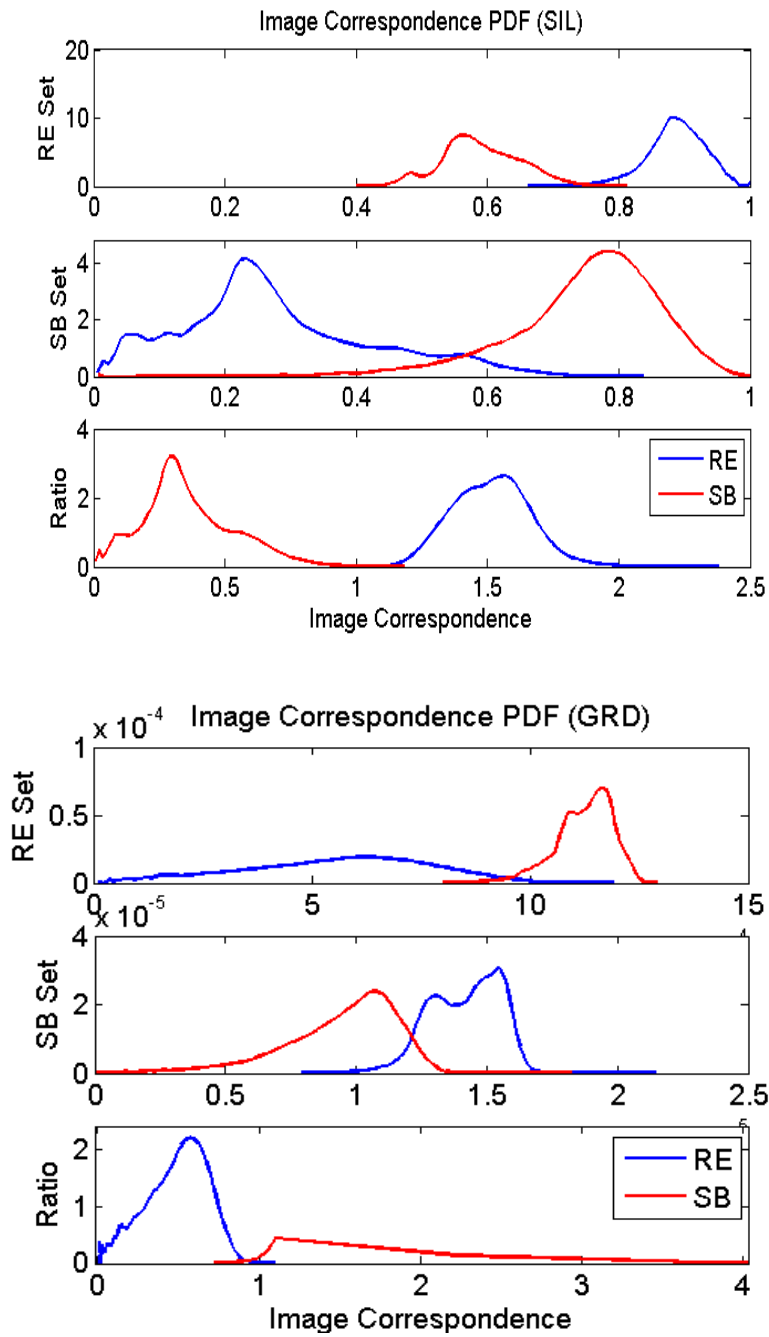 Image Correspondence PDF (SIL)
20
10
0
RE Set
0 0.2 0.4 0.6 0.8 1
4
2
0
SB Set
0 0.2 0.4 0.6 0.8 1
4
2
0
Ratio
RE
SB
0 0.5 1 1.5 2 2.5
Image Correspondence
x 10-4
Image Correspondence PDF (GRD)
1
0.5
0
RE Set
0 5 10 15
x 10-5
4
2
0
SB Set
0 0.5 1 1.5 2 2.5
2
1
0
Ratio
RE
SB
0 1 2 3 4
Image Correspondence